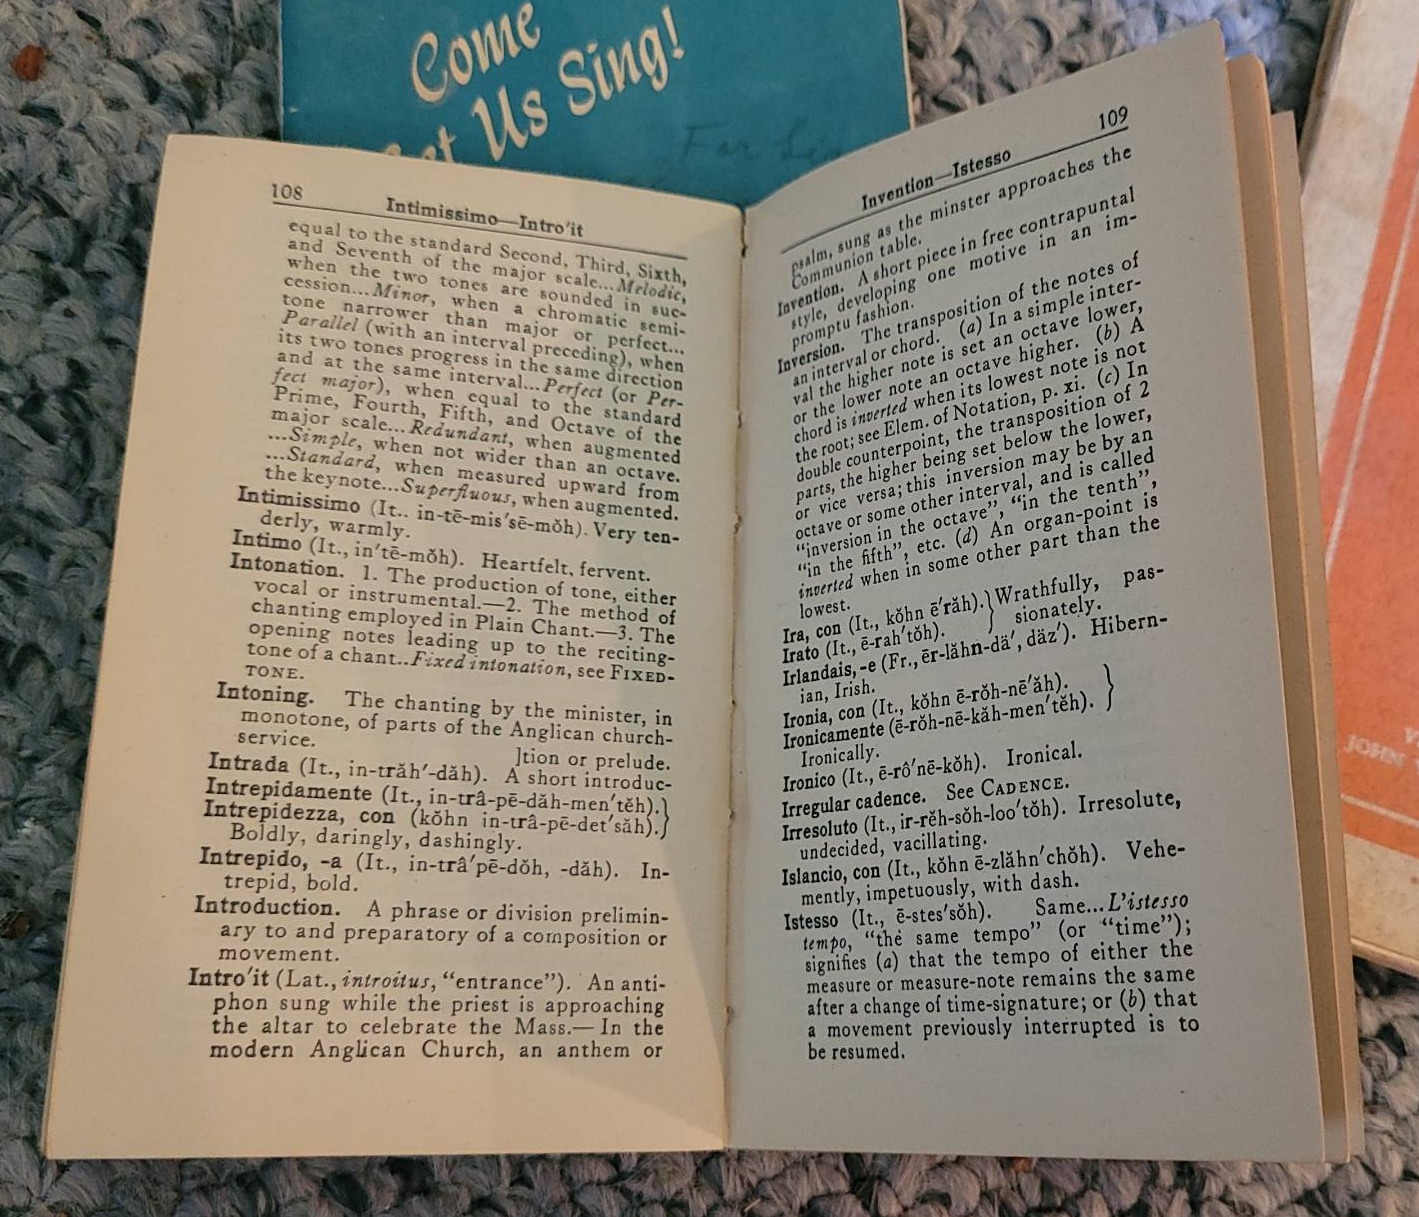 Come
Us Sing!
108
Intimissimo—Intro'it
equal to the standard Second, Third, Sixth,
and Seventh of the major scale...Melodic,
when the two tones are sounded in suc-
cession...Minor, when a chromatic semi-
tone narrower than major or perfect...
Parallel (with an interval preceding), when
its two tones progress in the same direction
and at the same interval...Perfect (or Per-
fect major), when equal to the standard
Prime, Fourth, Fifth, and Octave of the
major scale...Redundant, when augmented
...Simple, when not wider than an octave.
...Standard, when measured upward from
the keynote...Superfluous, when augmented.
Intimissimo (It.. in-tē-mis'sē-mŏh). Very ten-
derly, warmly.
Intimo (It., in'tē-mŏh). Heartfelt, fervent.
Intonation. 1. The production of tone, either
vocal or instrumental.—2. The method of
chanting employed in Plain Chant.—3. The
opening notes leading up to the reciting-
tone of a chant..Fixed intonation, see FIXED-
TONE.
Intoning. The chanting by the minister, in
monotone, of parts of the Anglican church-
service. ]tion or prelude.
Intrada (It., in-trăh'-dăh). A short introduc-
Intrepidamente (It., in-trâ-pē-dăh-men'tĕh).}
Intrepidezza, con (kŏhn in-trâ-pē-det'săh).}
Boldly, daringly, dashingly.
Intrepido, -a (It., in-trâ'pē-dŏh, -dăh). In-
trepid, bold.
Introduction. A phrase or division prelimin-
ary to and preparatory of a composition or
movement.
Intro'it (Lat., introitus, “entrance”). An anti-
phon sung while the priest is approaching
the altar to celebrate the Mass.— In the
modern Anglican Church, an anthem or
109
Invention—Istesso
psalm, sung as the minster approaches the
Communion table.
Invention. A short piece in free contrapuntal
style, developing one motive in an im-
promptu fashion.
Inversion. The transposition of the notes of
an interval or chord. (a) In a simple inter-
val the higher note is set an octave lower,
or the lower note an octave higher. (b) A
chord is inverted when its lowest note is not
the root; see Elem. of Notation, p. xi. (c) In
double counterpoint, the transposition of 2
parts, the higher being set below the lower,
or vice versa; this inversion may be by an
octave or some other interval, and is called
“inversion in the octave”, “in the tenth”,
“in the fifth”, etc. (d) An organ-point is
inverted when in some other part than the
lowest.
Ira, con (It., kŏhn ē'răh).} Wrathfully, pas-
Irato (It., ē-rah'tŏh). } sionately.
Irlandais, -e (Fr., ēr-lăhn-dä', däz'). Hibern-
ian, Irish.
Ironia, con (It., kŏhn ē-rŏh-nē'ăh). }
Ironicamente (ē-rŏh-nē-kăh-men'tĕh). }
Ironically.
Ironico (It., ē-rô'nē-kŏh). Ironical.
Irregular cadence. See CADENCE.
Irresoluto (It., ir-rĕh-sŏh-loo'tŏh). Irresolute,
undecided, vacillating.
Islancio, con (It., kŏhn ē-zlăhn'chŏh). Vehe-
mently, impetuously, with dash.
Istesso (It., ē-stes'sŏh). Same...L'istesso
tempo, “the same tempo” (or “time”);
signifies (a) that the tempo of either the
measure or measure-note remains the same
after a change of time-signature; or (b) that
a movement previously interrupted is to
be resumed.
JOHN